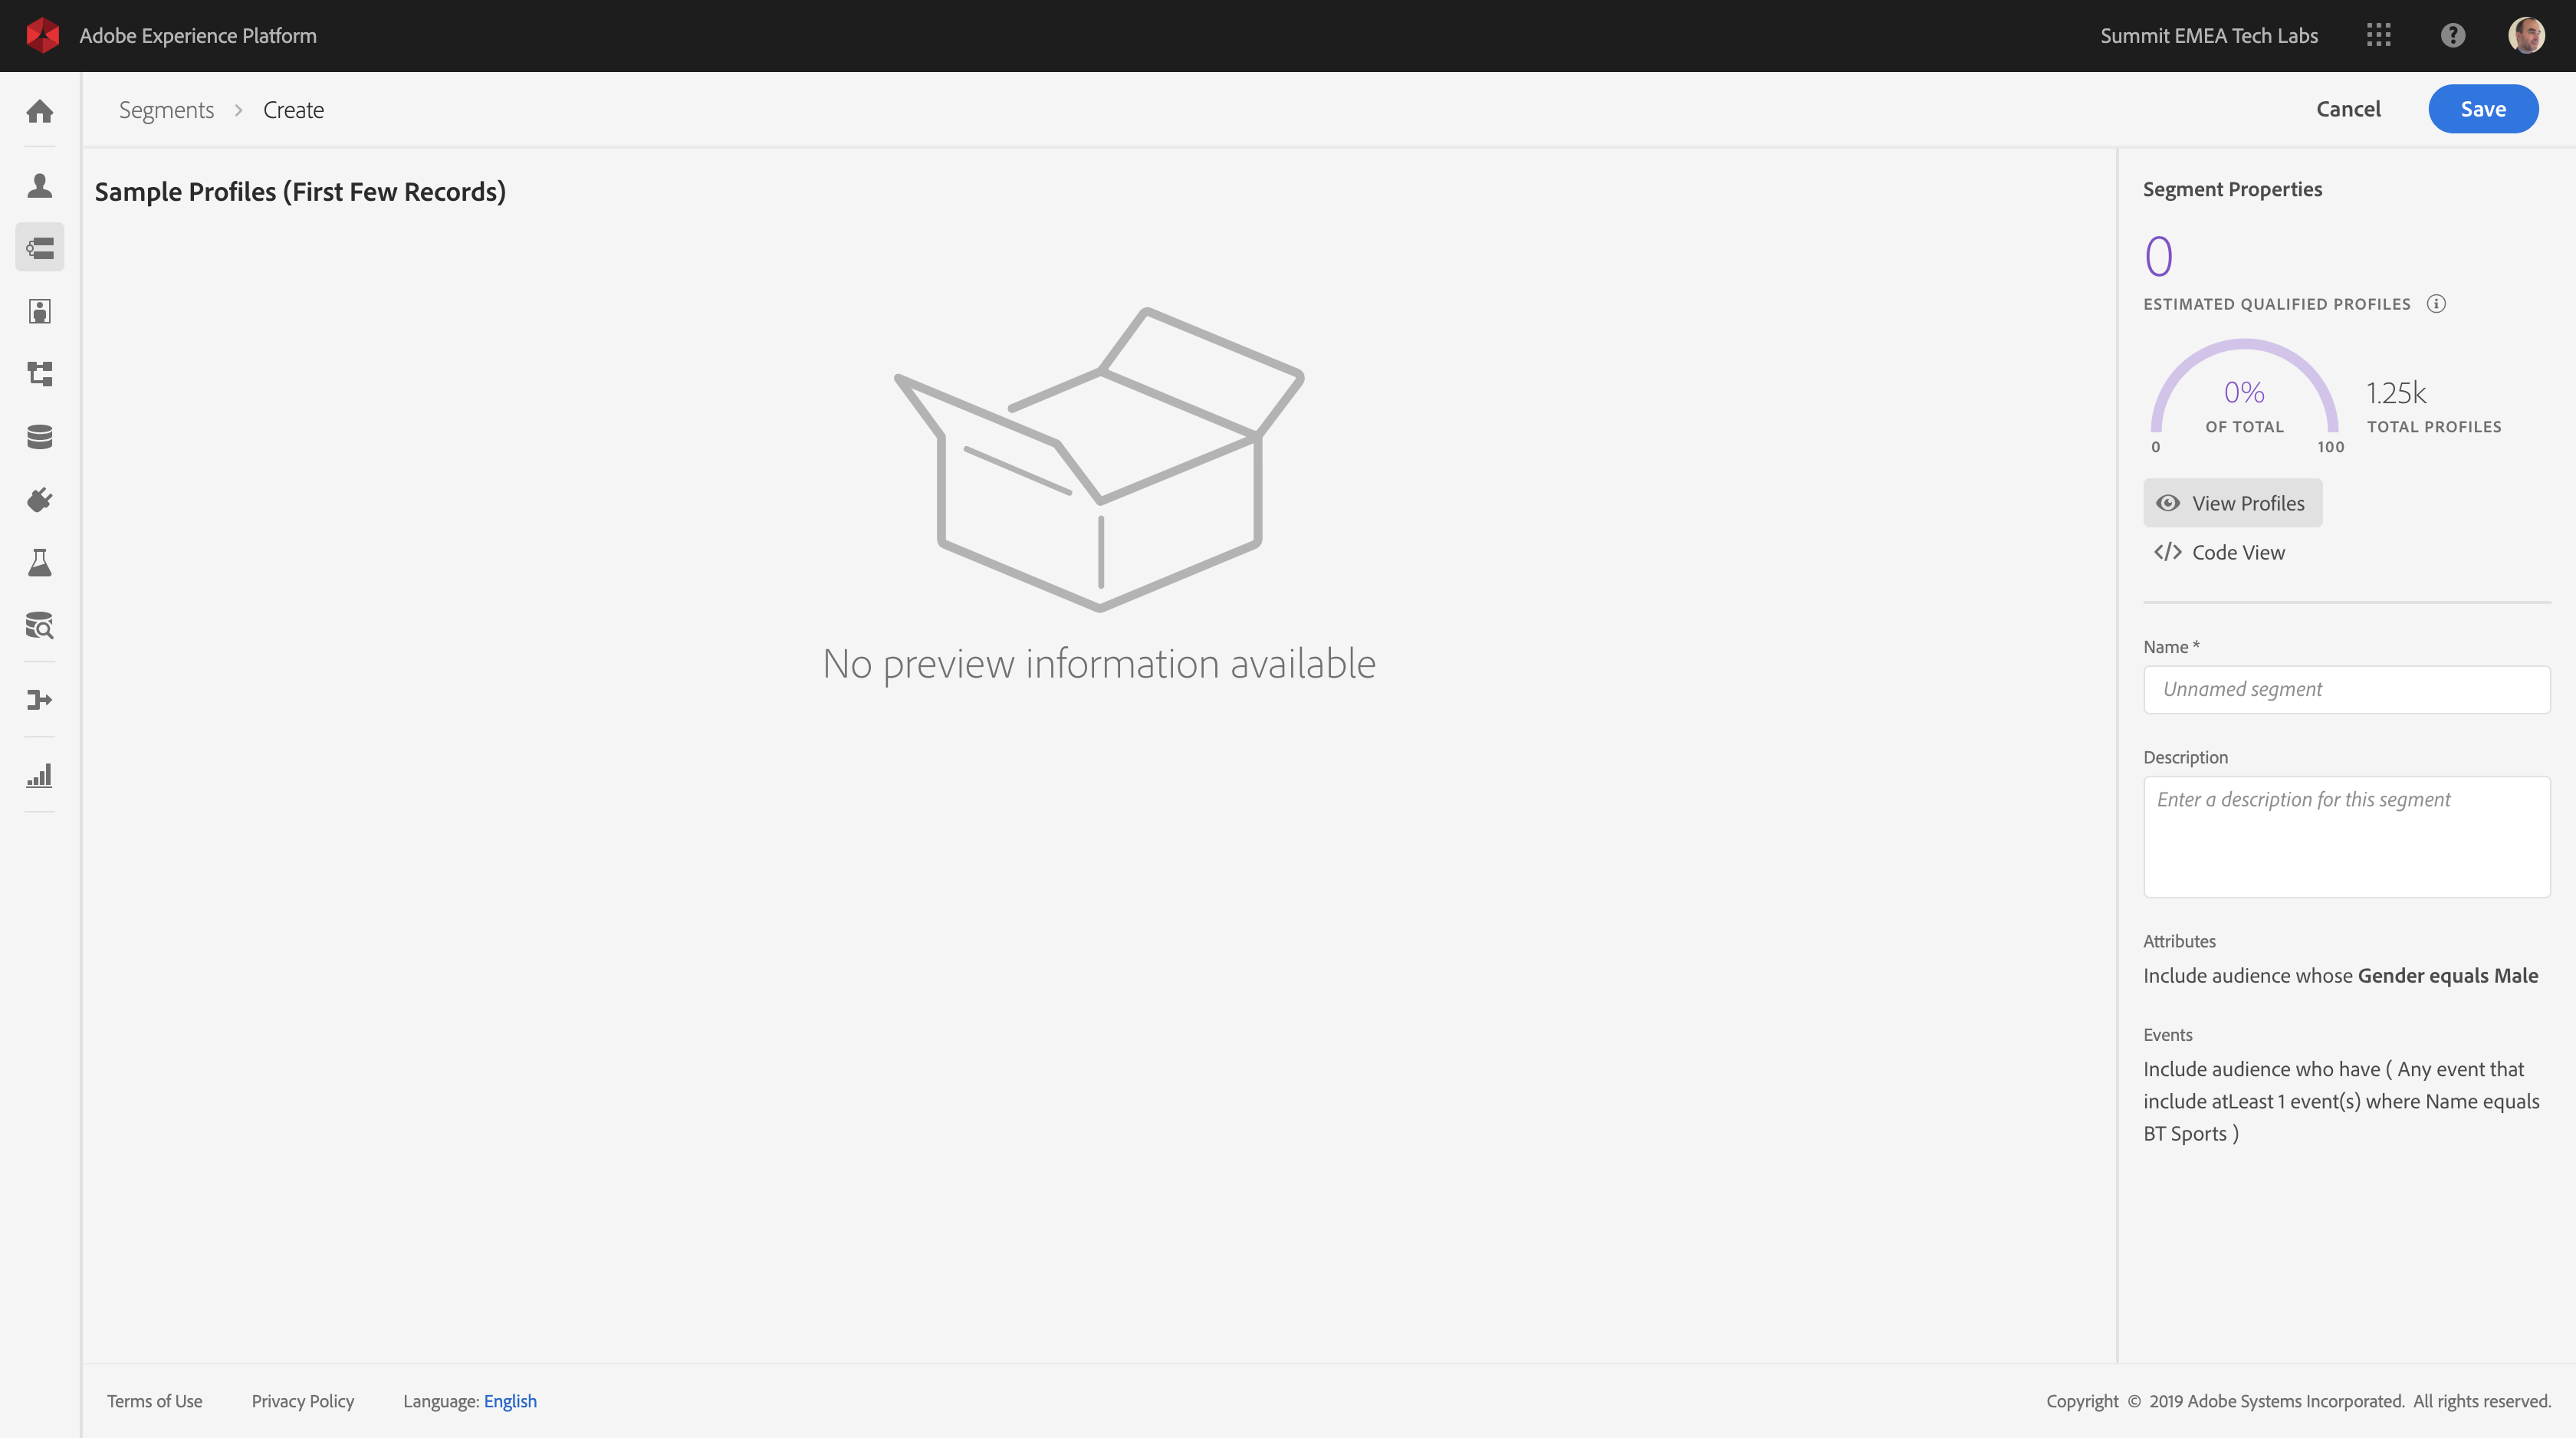 Adobe Experience Platform
Summit EMEA Tech Labs
Segments > Create
Cancel
Save
Sample Profiles (First Few Records)
No preview information available
Segment Properties
0
ESTIMATED QUALIFIED PROFILES
0%
OF TOTAL
0
100
1.25k
TOTAL PROFILES
View Profiles
</> Code View
Name *
Unnamed segment
Description
Enter a description for this segment
Attributes
Include audience whose Gender equals Male
Events
Include audience who have ( Any event that
include atLeast 1 event(s) where Name equals
BT Sports )
Terms of Use
Privacy Policy
Language: English
Copyright © 2019 Adobe Systems Incorporated. All rights reserved.